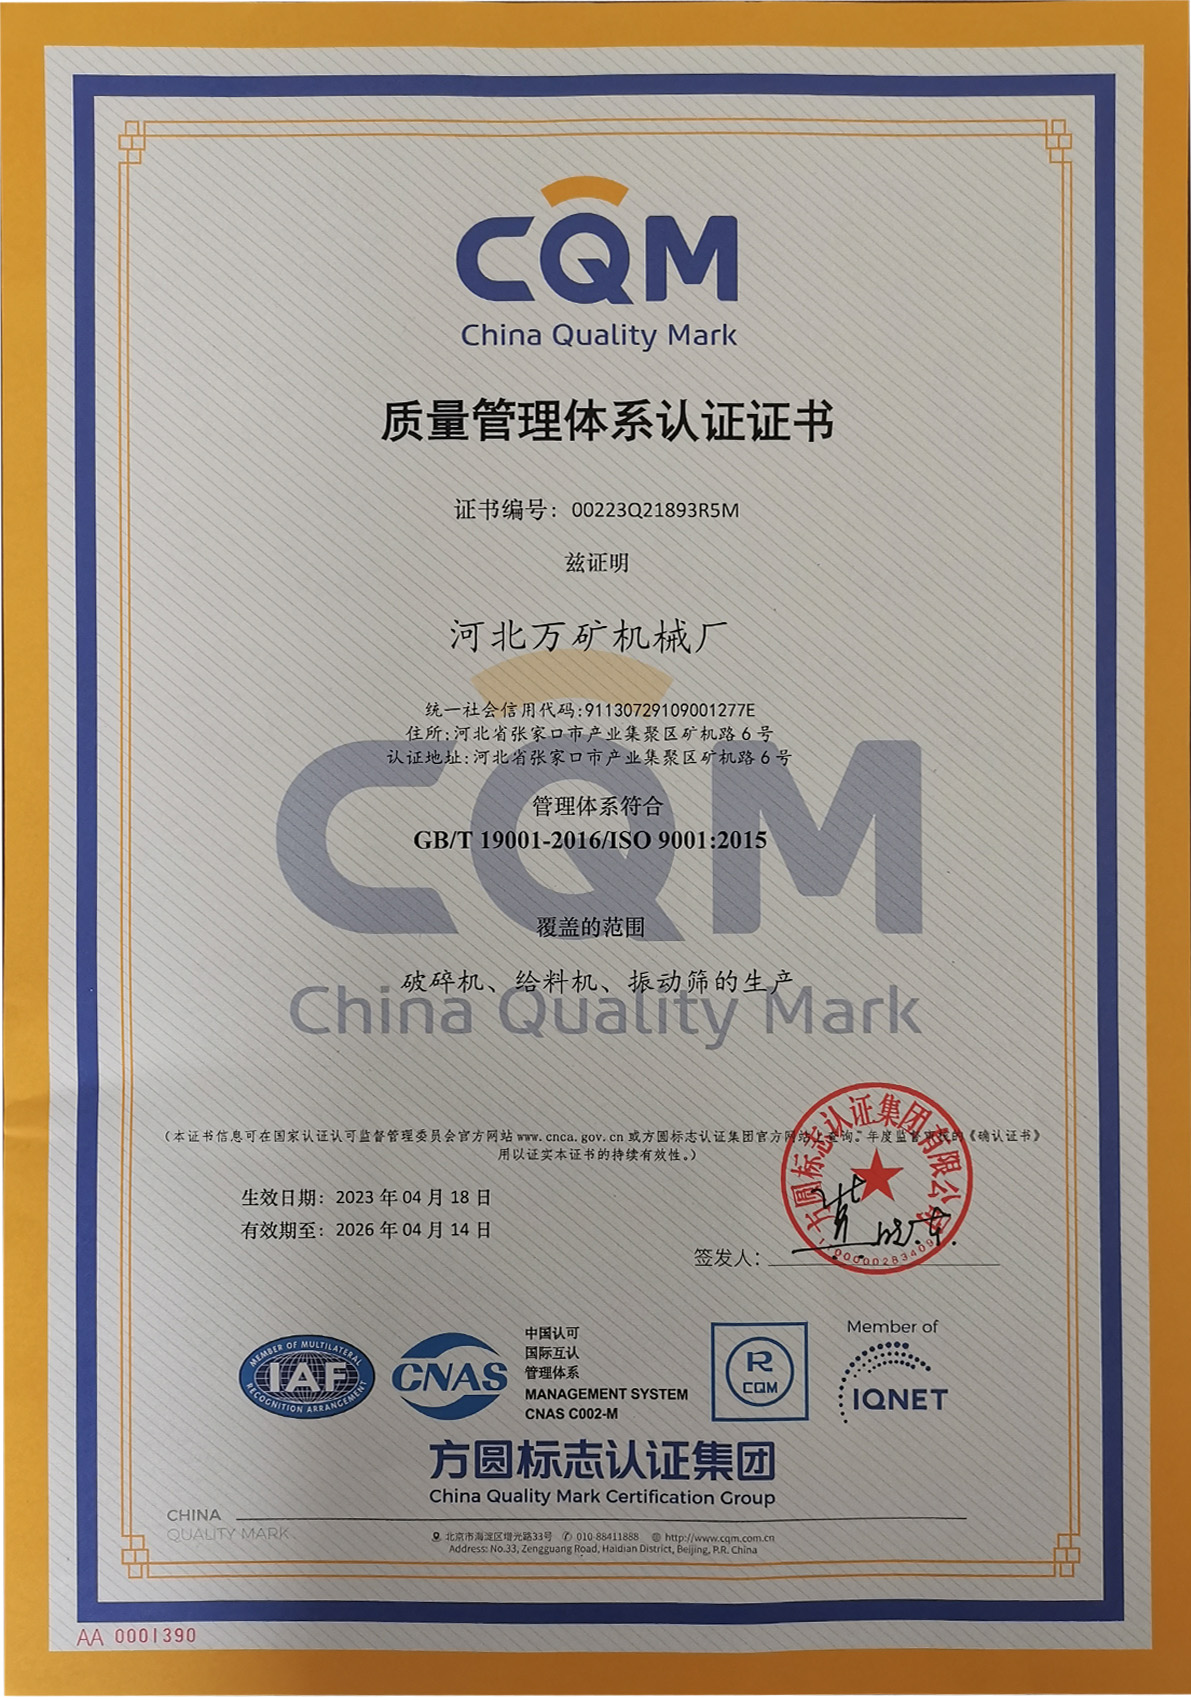 CQM
China Quality Mark
质量管理体系认证证书
证书编号：00223Q21893R5M
兹证明
河北万矿机械厂
统一社会信用代码:91130729109001277E
住所:河北省张家口市产业集聚区矿机路6号
认证地址:河北省张家口市产业集聚区矿机路6号
管理体系符合
GB/T 19001-2016/ISO 9001:2015
CQM
覆盖的范围
破碎机、给料机、振动筛的生产
China Quality Mark
（本证书信息可在国家认证认可监督管理委员会官方网站www.cnca.gov.cn或方圆标志认证集团官方网站上查询。年度监督审核的《确认证书》
用以证实本证书的持续有效性。）
方圆标志认证集团有限公司
生效日期：2023年04月18日
有效期至：2026年04月14日
签发人：
MEMBER OF MULTILATERAL
IAF
RECOGNITION ARRANGEMENT
CNAS
中国认可
国际互认
管理体系
MANAGEMENT SYSTEM
CNAS C002-M
R
CQM
Member of
IQNET
方圆标志认证集团
China Quality Mark Certification Group
CHINA
QUALITY MARK
北京市海淀区增光路33号 010-88411888 http://www.cqm.com.cn
Address: No.33, Zengguang Road, Haidian District, Beijing, P.R. China
AA 0001390